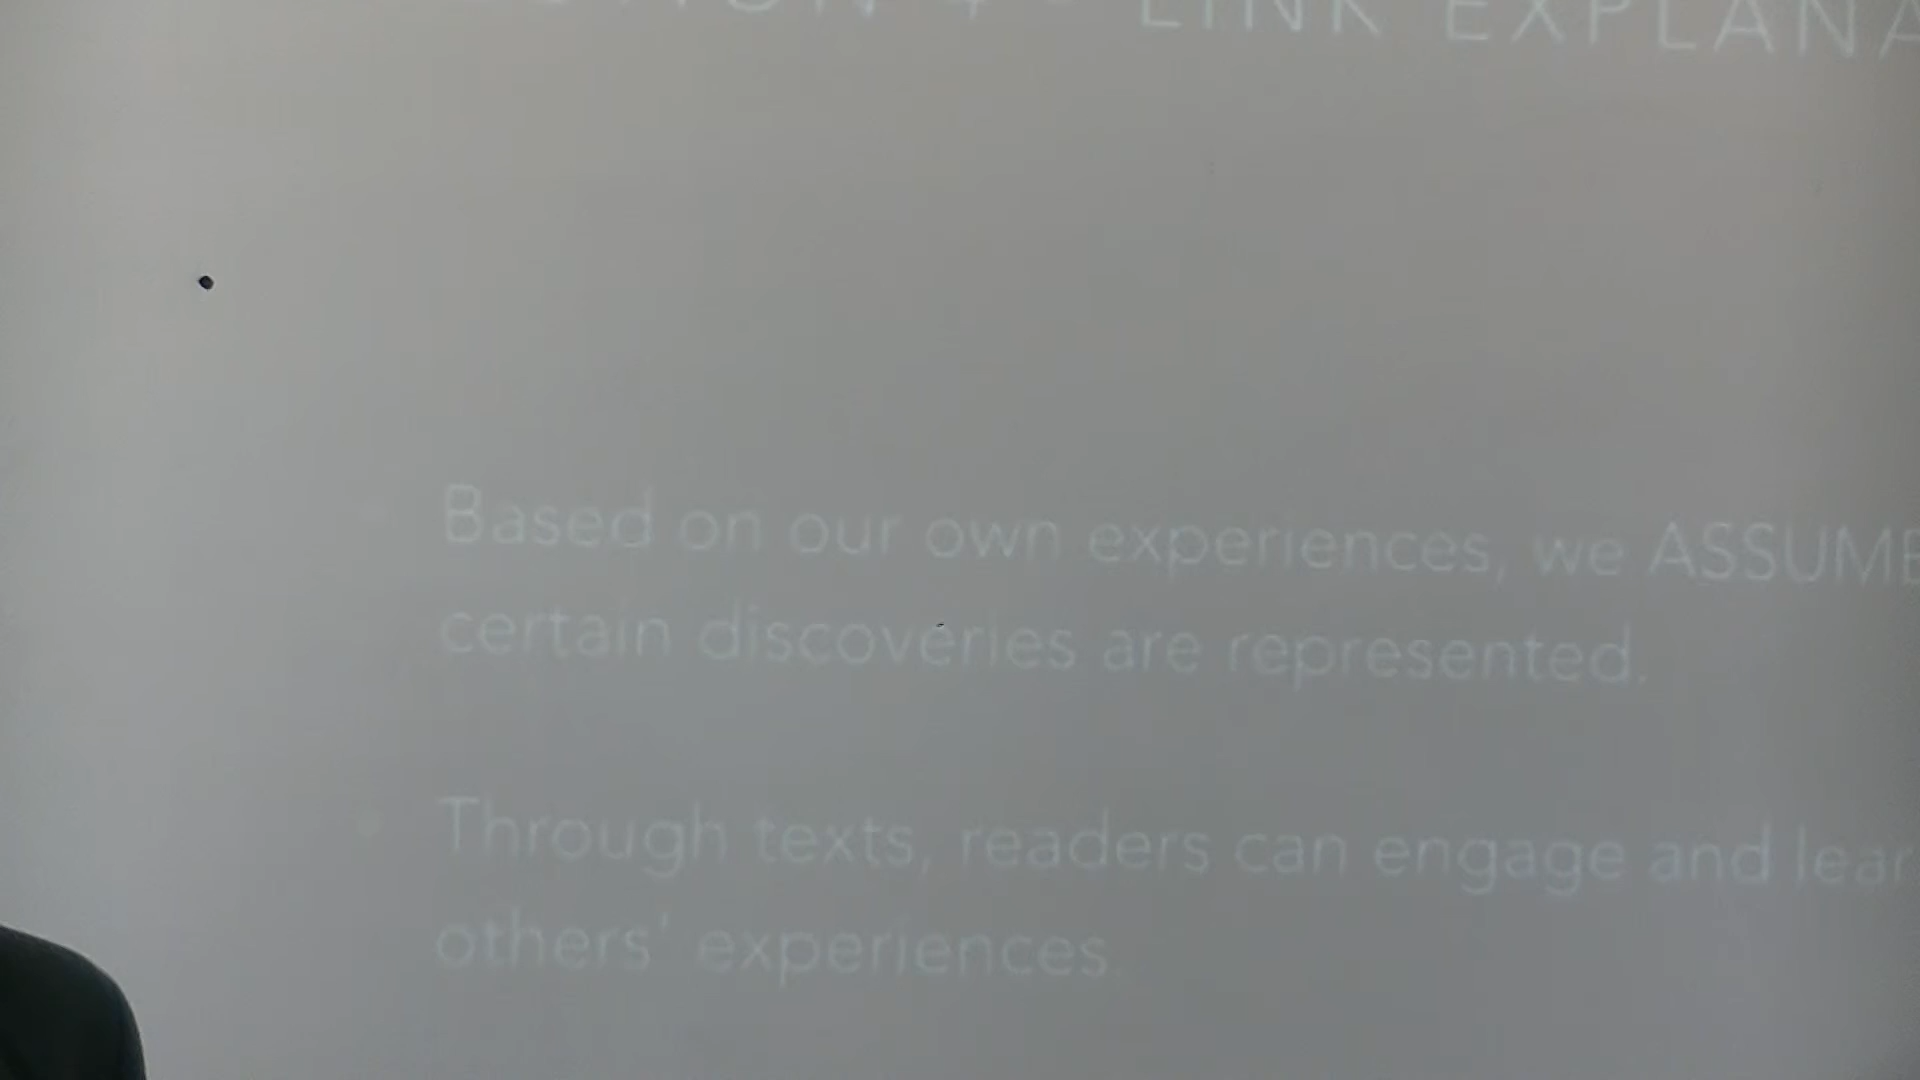 LINK EXPLANA
Based on our own experiences, we ASSUME
certain discoveries are represented.
Through texts, readers can engage and lear
others' experiences.